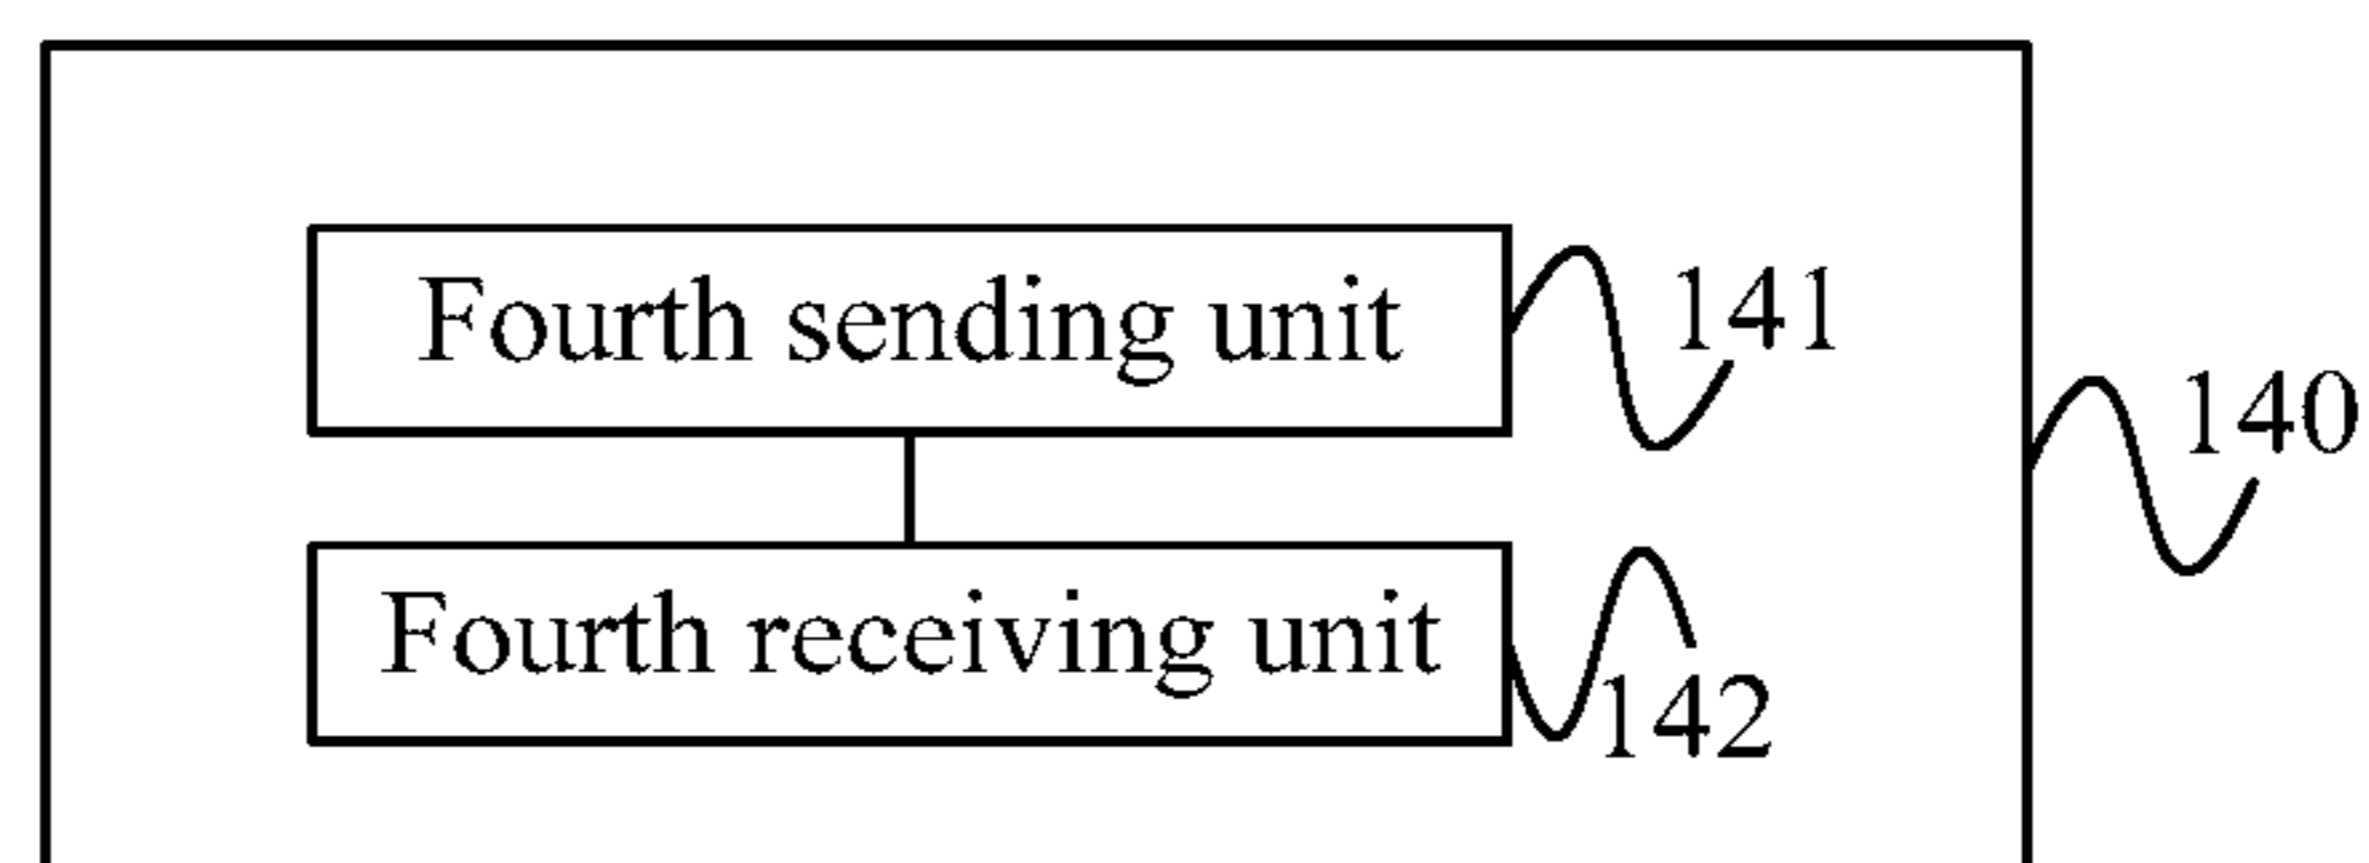 Fourth sending unit
141
140
Fourth receiving unit
142